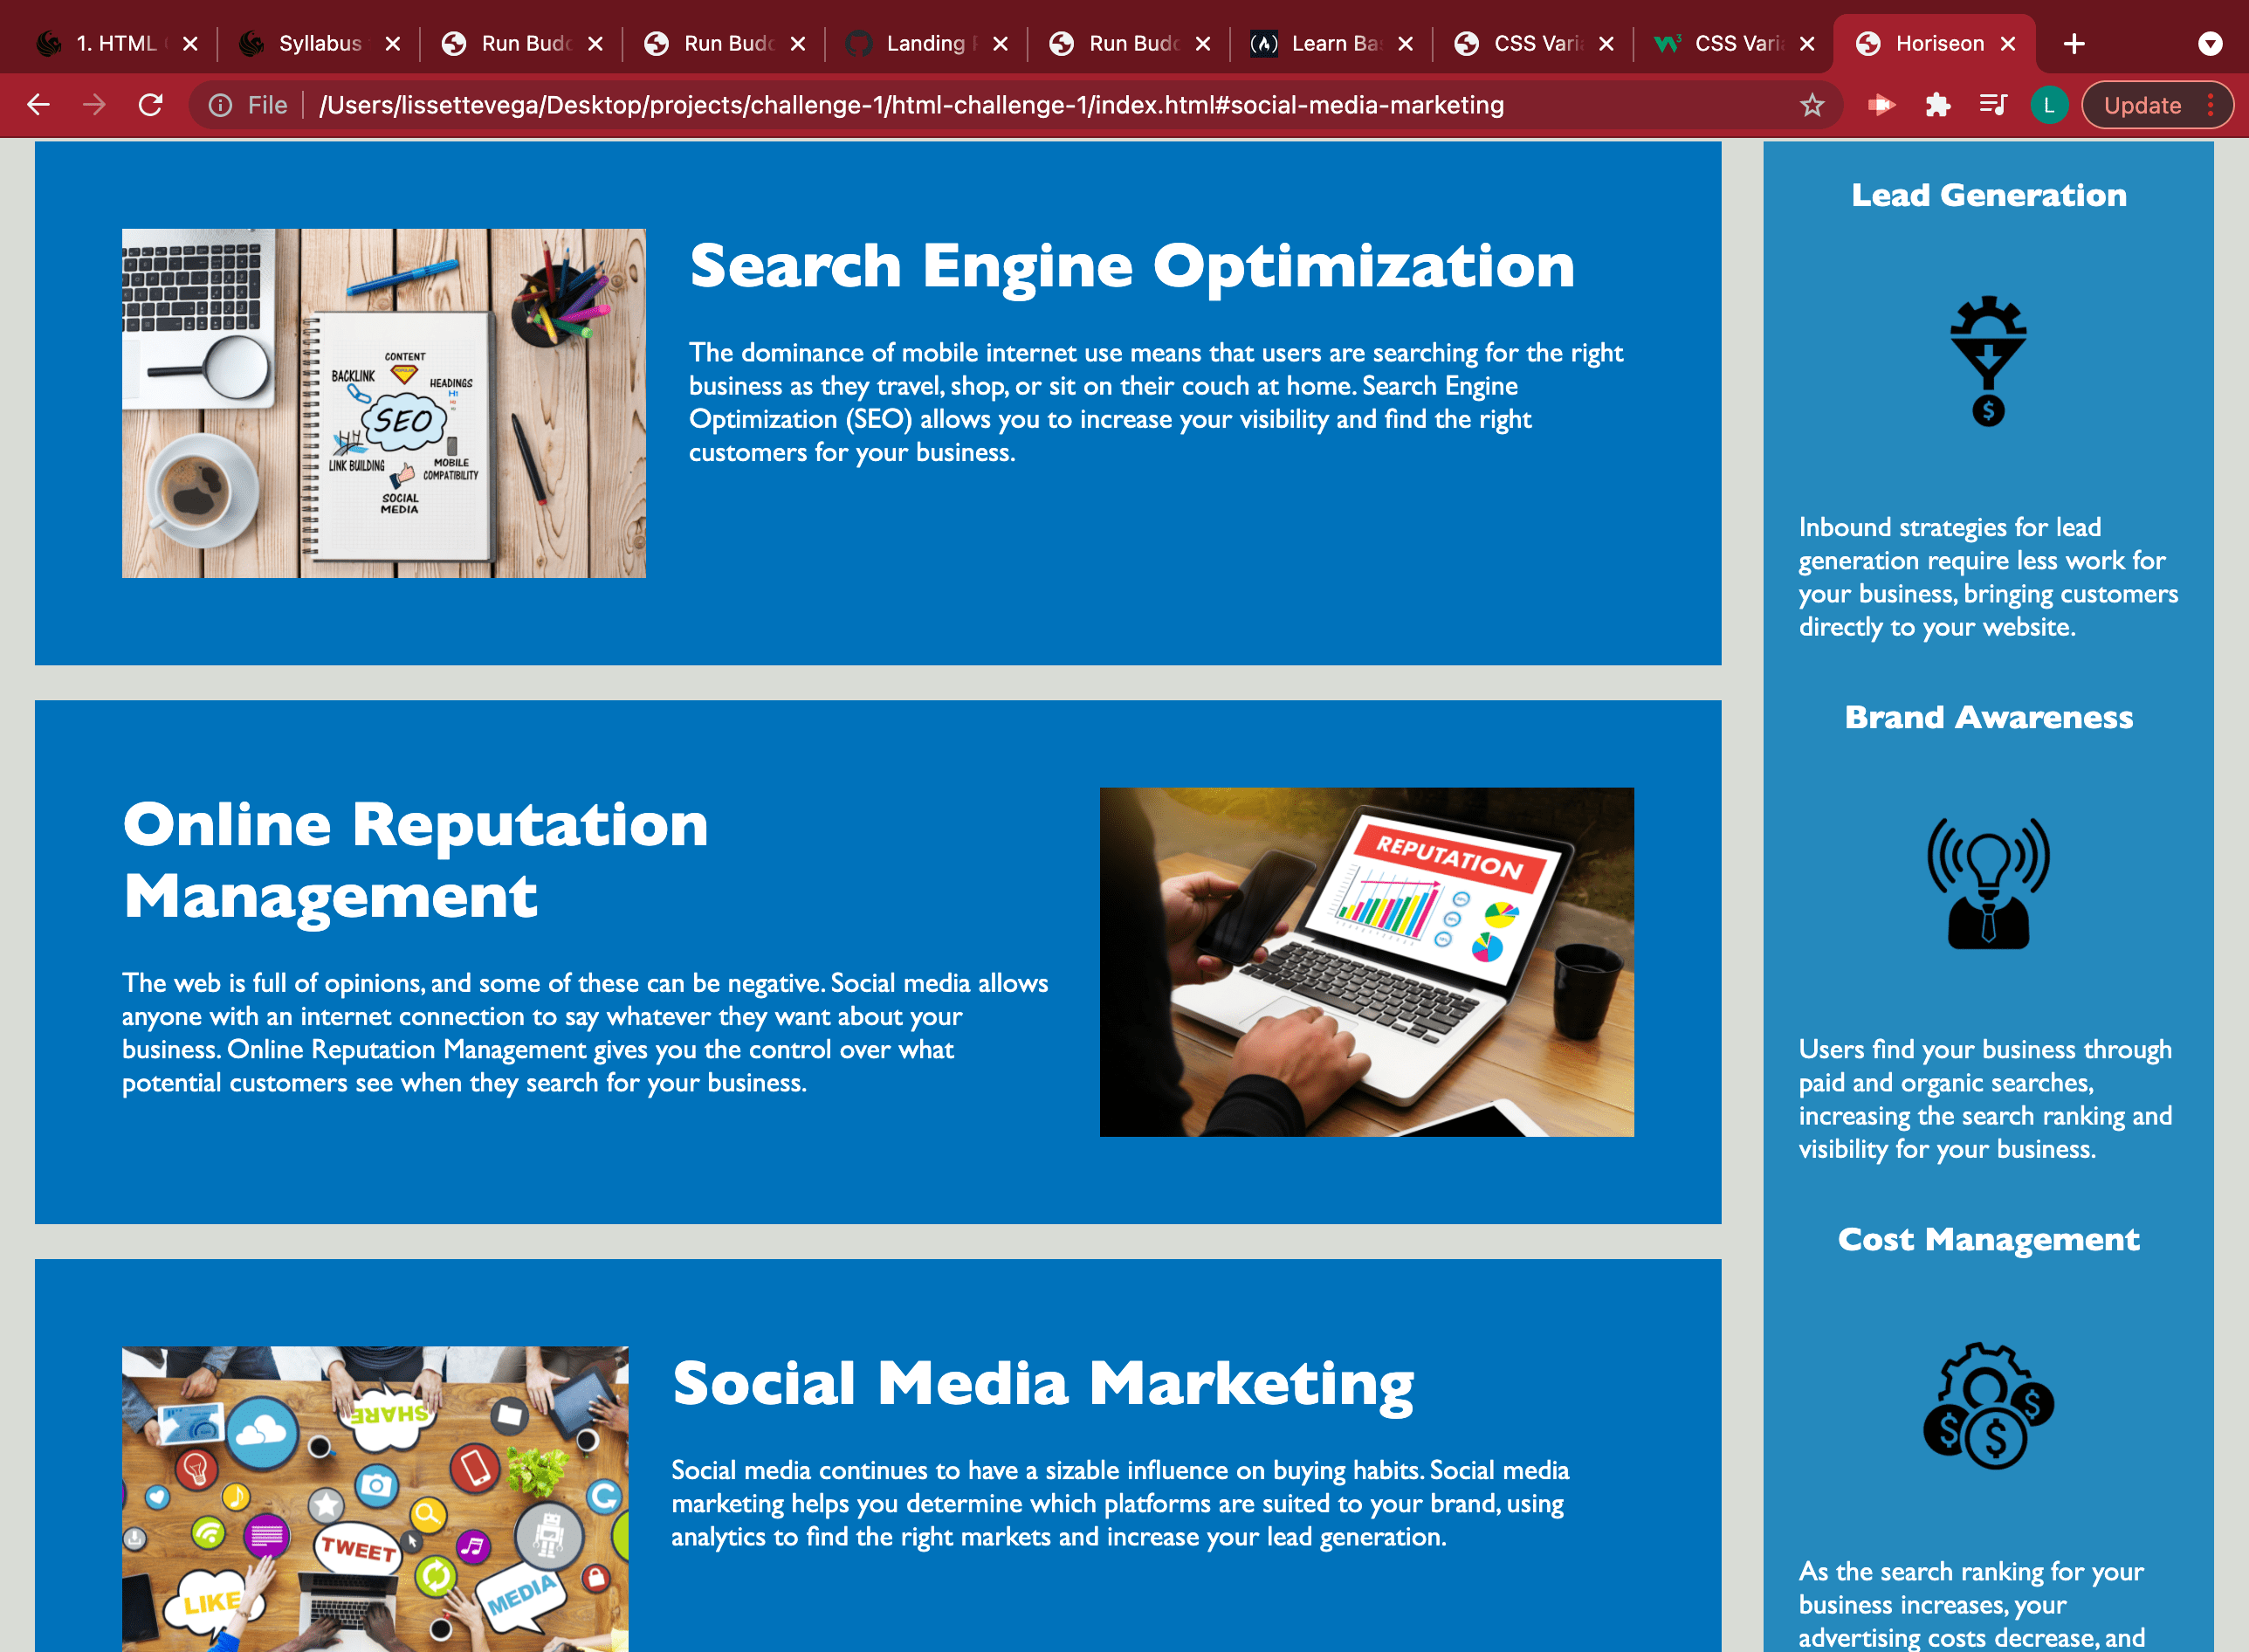 1. HTML
Syllabus
Run Budd
Run Budd
Landing
Run Budd
Learn Ba
CSS Vari
CSS Vari
Horiseon
File
/Users/lissettevega/Desktop/projects/challenge-1/html-challenge-1/index.html#social-media-marketing
L
Update
CONTENT
BACKLINK
HEADINGS
H1
SEO
LINK BUILDING
MOBILE
COMPATIBILITY
SOCIAL
MEDIA
Search Engine Optimization
The dominance of mobile internet use means that users are searching for the right
business as they travel, shop, or sit on their couch at home. Search Engine
Optimization (SEO) allows you to increase your visibility and find the right
customers for your business.
Online Reputation
Management
The web is full of opinions, and some of these can be negative. Social media allows
anyone with an internet connection to say whatever they want about your
business. Online Reputation Management gives you the control over what
potential customers see when they search for your business.
REPUTATION
SHARE
TWEET
LIKE
MEDIA
Social Media Marketing
Social media continues to have a sizable influence on buying habits. Social media
marketing helps you determine which platforms are suited to your brand, using
analytics to find the right markets and increase your lead generation.
Lead Generation
$
Inbound strategies for lead
generation require less work for
your business, bringing customers
directly to your website.
Brand Awareness
Users find your business through
paid and organic searches,
increasing the search ranking and
visibility for your business.
Cost Management
$ $ $
As the search ranking for your
business increases, your
advertising costs decrease, and